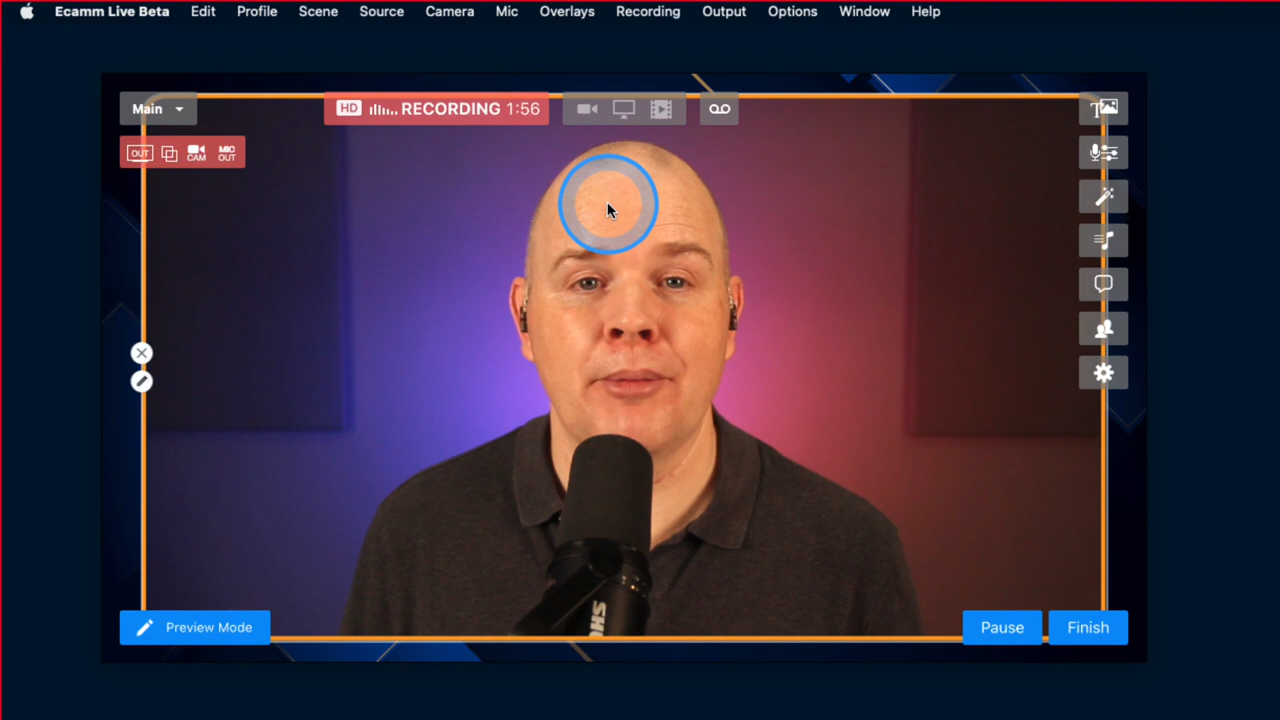 Ecamm Live Beta Edit Profile Scene Source Camera Mic Overlays Recording Output Options Window Help
Main
HD RECORDING 1:56
OUT CAM MIC OUT
T
SHO
Preview Mode Pause Finish